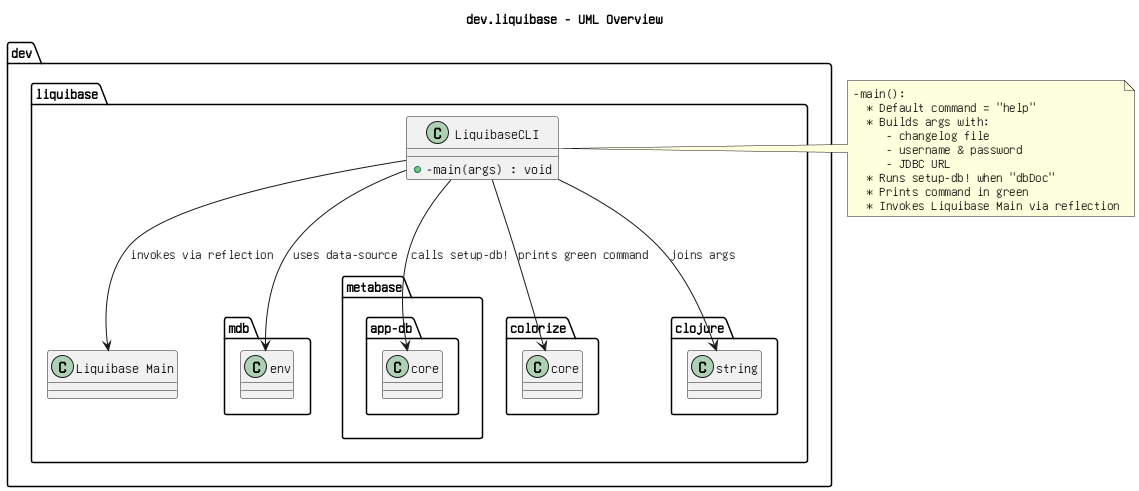 dev.liquibase - UML Overview
dev
liquibase
C LiquibaseCLI
-main(args) : void
-main():
* Default command = "help"
* Builds args with:
- changelog file
- username & password
- JDBC URL
* Runs setup-db! when "dbDoc"
* Prints command in green
* Invokes Liquibase Main via reflection
invokes via reflection
uses data-source
calls setup-db!
prints green command
joins args
metabase
mdb
app-db
colorize
clojure
C Liquibase Main
C env
C core
C core
C string